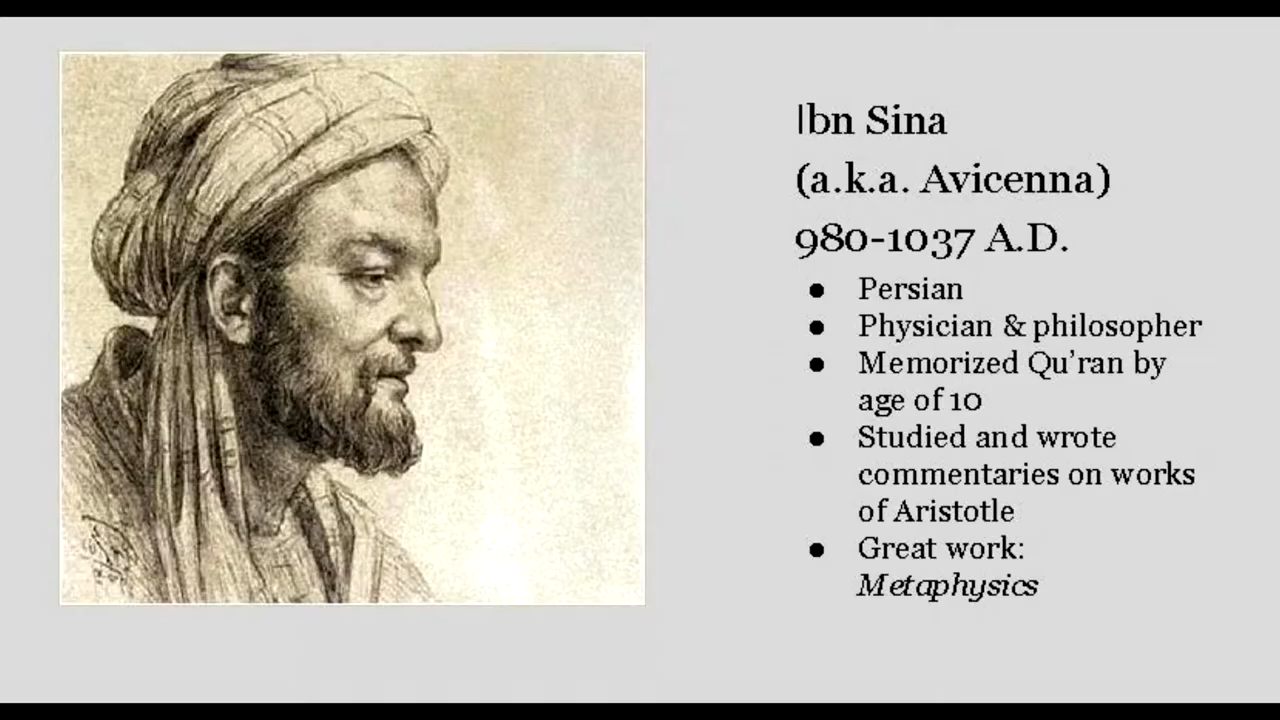 Ibn Sina
(a.k.a. Avicenna)
980-1037 A.D.
● Persian
● Physician & philosopher
● Memorized Qu’ran by
age of 10
● Studied and wrote
commentaries on works
of Aristotle
● Great work:
Metaphysics